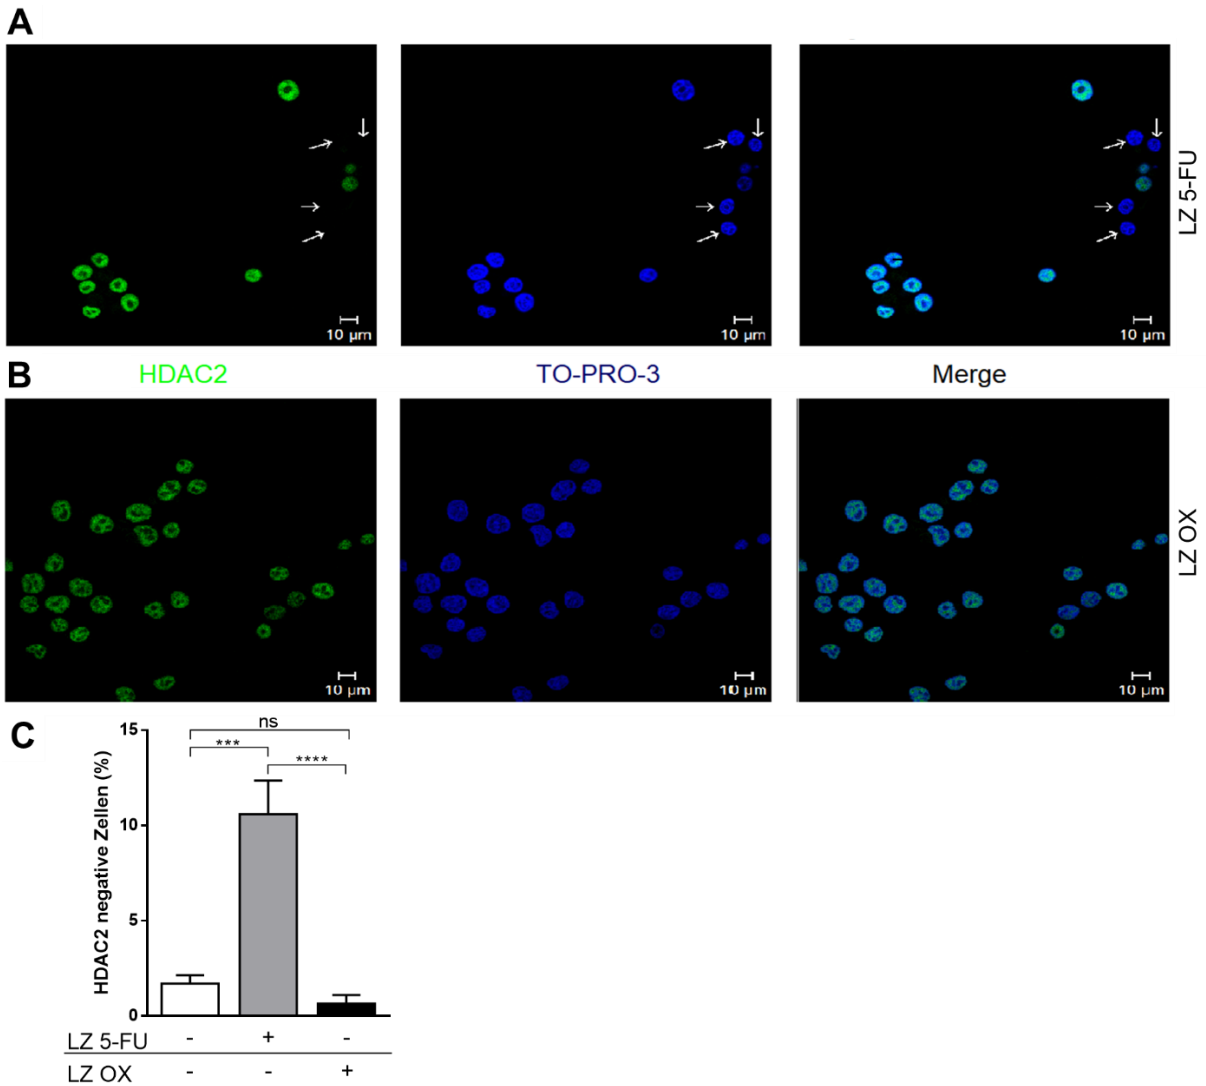 A
LZ 5-FU
10 µm
10 µm
10 µm
B
HDAC2
TO-PRO-3
Merge
LZ OX
10 µm
10 µm
10 µm
C
HDAC2 negative Zellen (%)
15
10
5
0
ns
***
****
LZ 5-FU - + -
LZ OX - - +